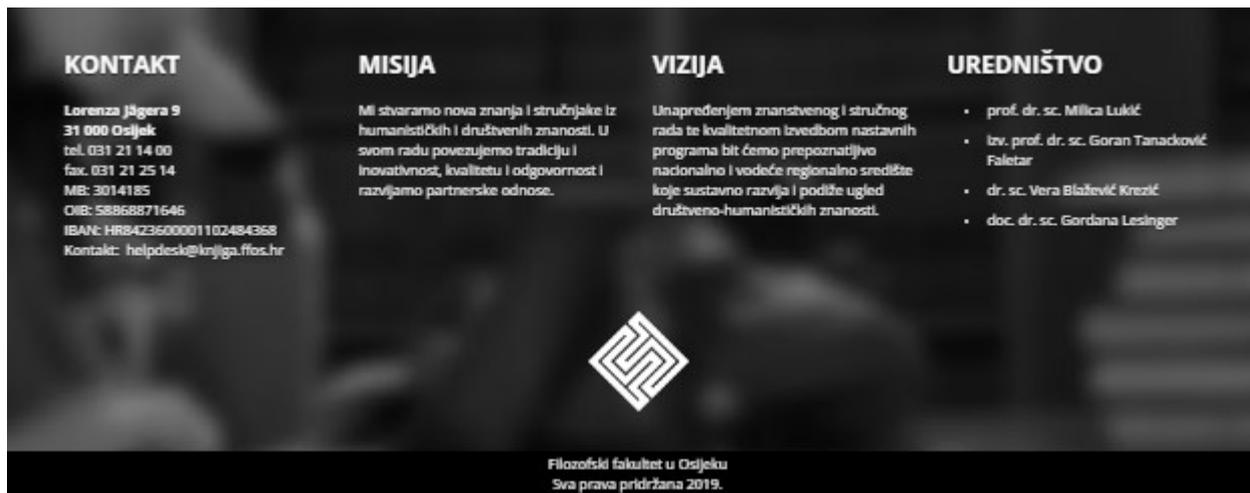 KONTAKT
Lorenza Jägera 9
31 000 Osijek
tel. 031 21 14 00
fax. 031 21 25 14
MB: 3014185
OIB: 58868871646
IBAN: HR8423600001102484368
Kontakt: helpdesk@knjiga.ffos.hr
MISIJA
Mi stvaramo nova znanja i stručnjake iz
humanističkih i društvenih znanosti. U
svom radu povezujemo tradiciju i
inovativnost, kvalitetu i odgovornost i
razvijamo partnerske odnose.
VIZIJA
Unapređenjem znanstvenog i stručnog
rada te kvalitetnom izvedbom nastavnih
programa bit ćemo prepoznatljivo
nacionalno i vodeće regionalno središte
koje sustavno razvija i podiže ugled
društveno-humanističkih znanosti.
UREDNIŠTVO
• prof. dr. sc. Milica Lukić
• izv. prof. dr. sc. Goran Tanacković
Faletar
• dr. sc. Vera Blažević Krezić
• doc. dr. sc. Gordana Lesinger
Filozofski fakultet u Osijeku
Sva prava pridržana 2019.